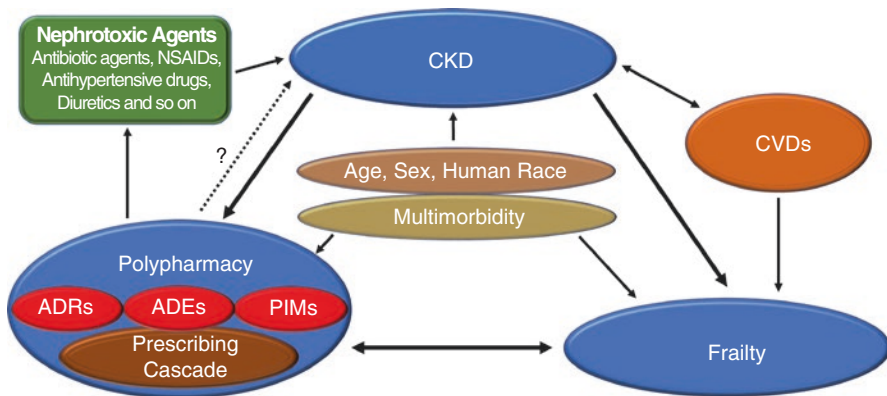 Nephrotoxic Agents
Antibiotic agents, NSAIDs,
Antihypertensive drugs,
Diuretics and so on
CKD
?
CVDs
Age, Sex, Human Race
Multimorbidity
Polypharmacy
ADRs
ADEs
PIMs
Prescribing
Cascade
Frailty